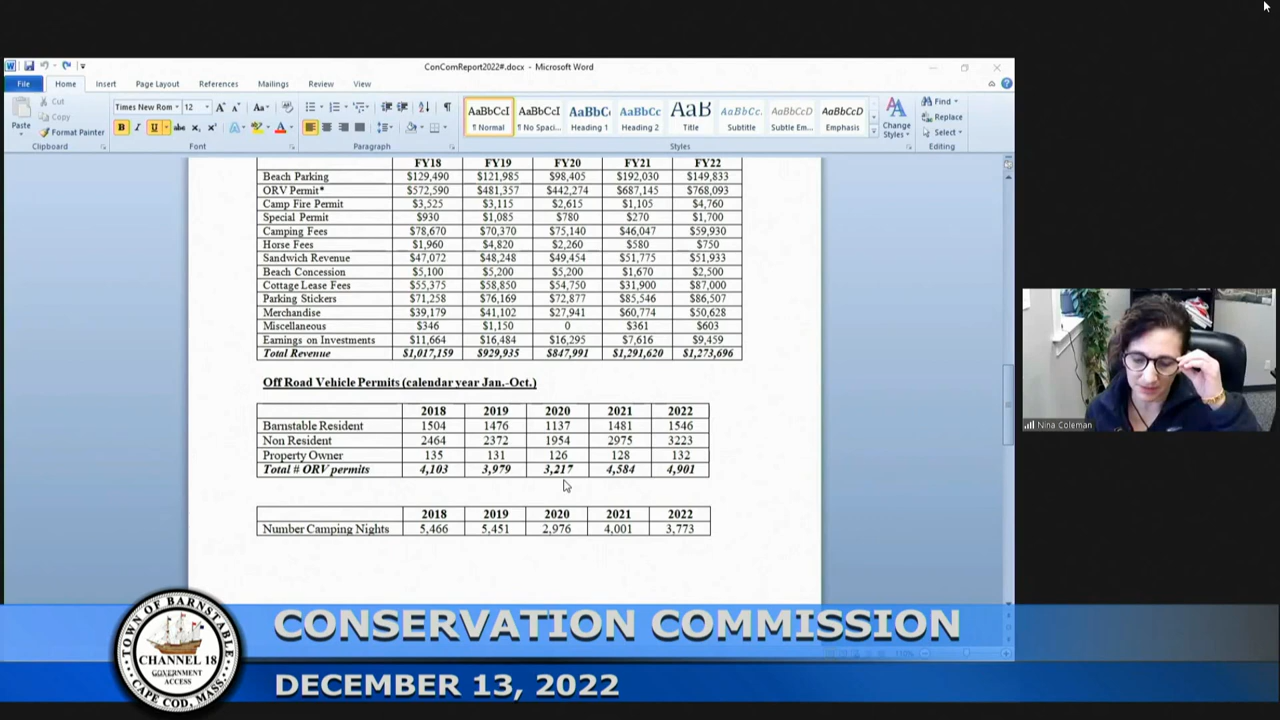 ConComReport2022#.docx - Microsoft Word
File Home Insert Page Layout References Mailings Review View
Cut
Copy
Paste
Format Painter
Times New Rom 12
AaBbCcI AaBbCcI AaBbC AaBbCc AaB AaBbCc. AaBbCcD AaBbCcD
¶ Normal ¶ No Spaci... Heading 1 Heading 2 Title Subtitle Subtle Em... Emphasis
Change Styles
Find
Replace
Select
Clipboard Font Paragraph Styles Editing
FY18 FY19 FY20 FY21 FY22
Beach Parking $129,490 $121,985 $98,405 $192,030 $149,833
ORV Permit* $572,590 $481,357 $442,274 $687,145 $768,093
Camp Fire Permit $3,525 $3,115 $2,615 $1,105 $4,760
Special Permit $930 $1,085 $780 $270 $1,700
Camping Fees $78,670 $70,370 $75,140 $46,047 $59,930
Horse Fees $1,960 $4,820 $2,260 $580 $750
Sandwich Revenue $47,072 $48,248 $49,454 $51,775 $51,933
Beach Concession $5,100 $5,200 $5,200 $1,670 $2,500
Cottage Lease Fees $55,375 $58,850 $54,750 $31,900 $87,000
Parking Stickers $71,258 $76,169 $72,877 $85,546 $86,507
Merchandise $39,179 $41,102 $27,941 $60,774 $50,628
Miscellaneous $346 $1,150 0 $361 $603
Earnings on Investments $11,664 $16,484 $16,295 $7,616 $9,459
Total Revenue $1,017,159 $929,935 $847,991 $1,291,620 $1,273,696
Off Road Vehicle Permits (calendar year Jan.-Oct.)
2018 2019 2020 2021 2022
Barnstable Resident 1504 1476 1137 1481 1546
Non Resident 2464 2372 1954 2975 3223
Property Owner 135 131 126 128 132
Total # ORV permits 4,103 3,979 3,217 4,584 4,901
2018 2019 2020 2021 2022
Number Camping Nights 5,466 5,451 2,976 4,001 3,773
Nina Coleman
TOWN OF BARNSTABLE
CHANNEL 18
GOVERNMENT
ACCESS
CAPE COD, MASS.
CONSERVATION COMMISSION
DECEMBER 13, 2022